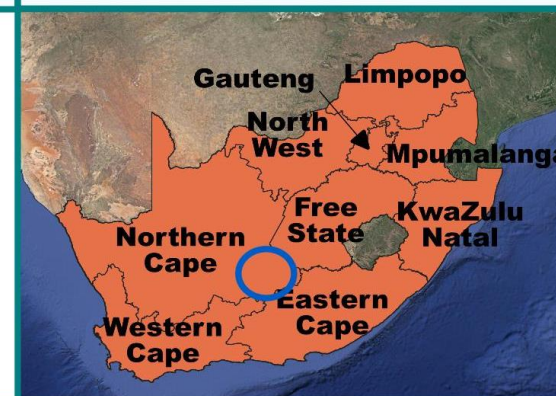 Limpopo
Gauteng
North
West
Mpumalanga
Free
State
KwaZulu
Natal
Northern
Cape
Eastern
Cape
Western
Cape